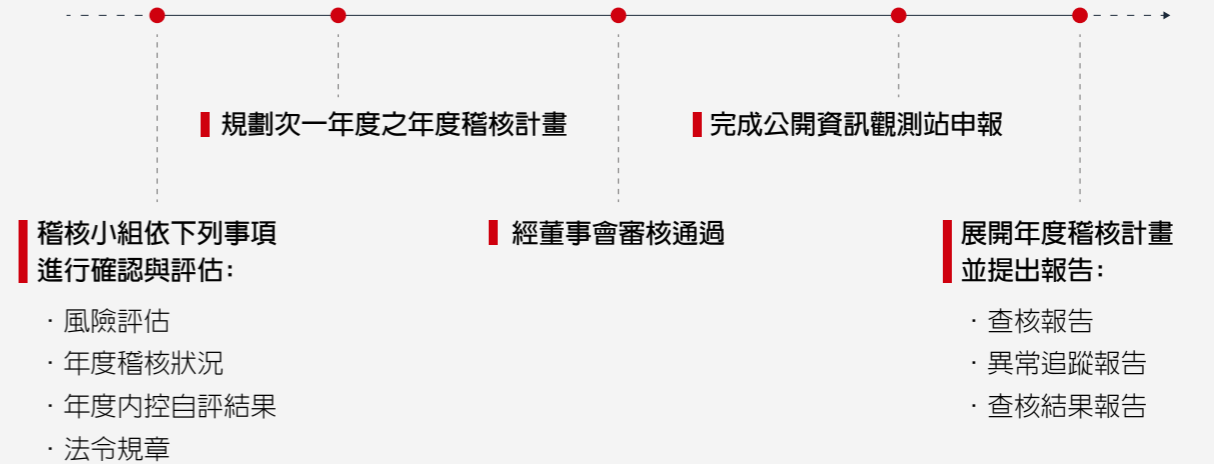 規劃次一年度之年度稽核計畫
完成公開資訊觀測站申報
稽核小組依下列事項
進行確認與評估：
·風險評估
·年度稽核狀況
·年度內控自評結果
·法令規章
經董事會審核通過
展開年度稽核計畫
並提出報告：
·查核報告
·異常追蹤報告
·查核結果報告